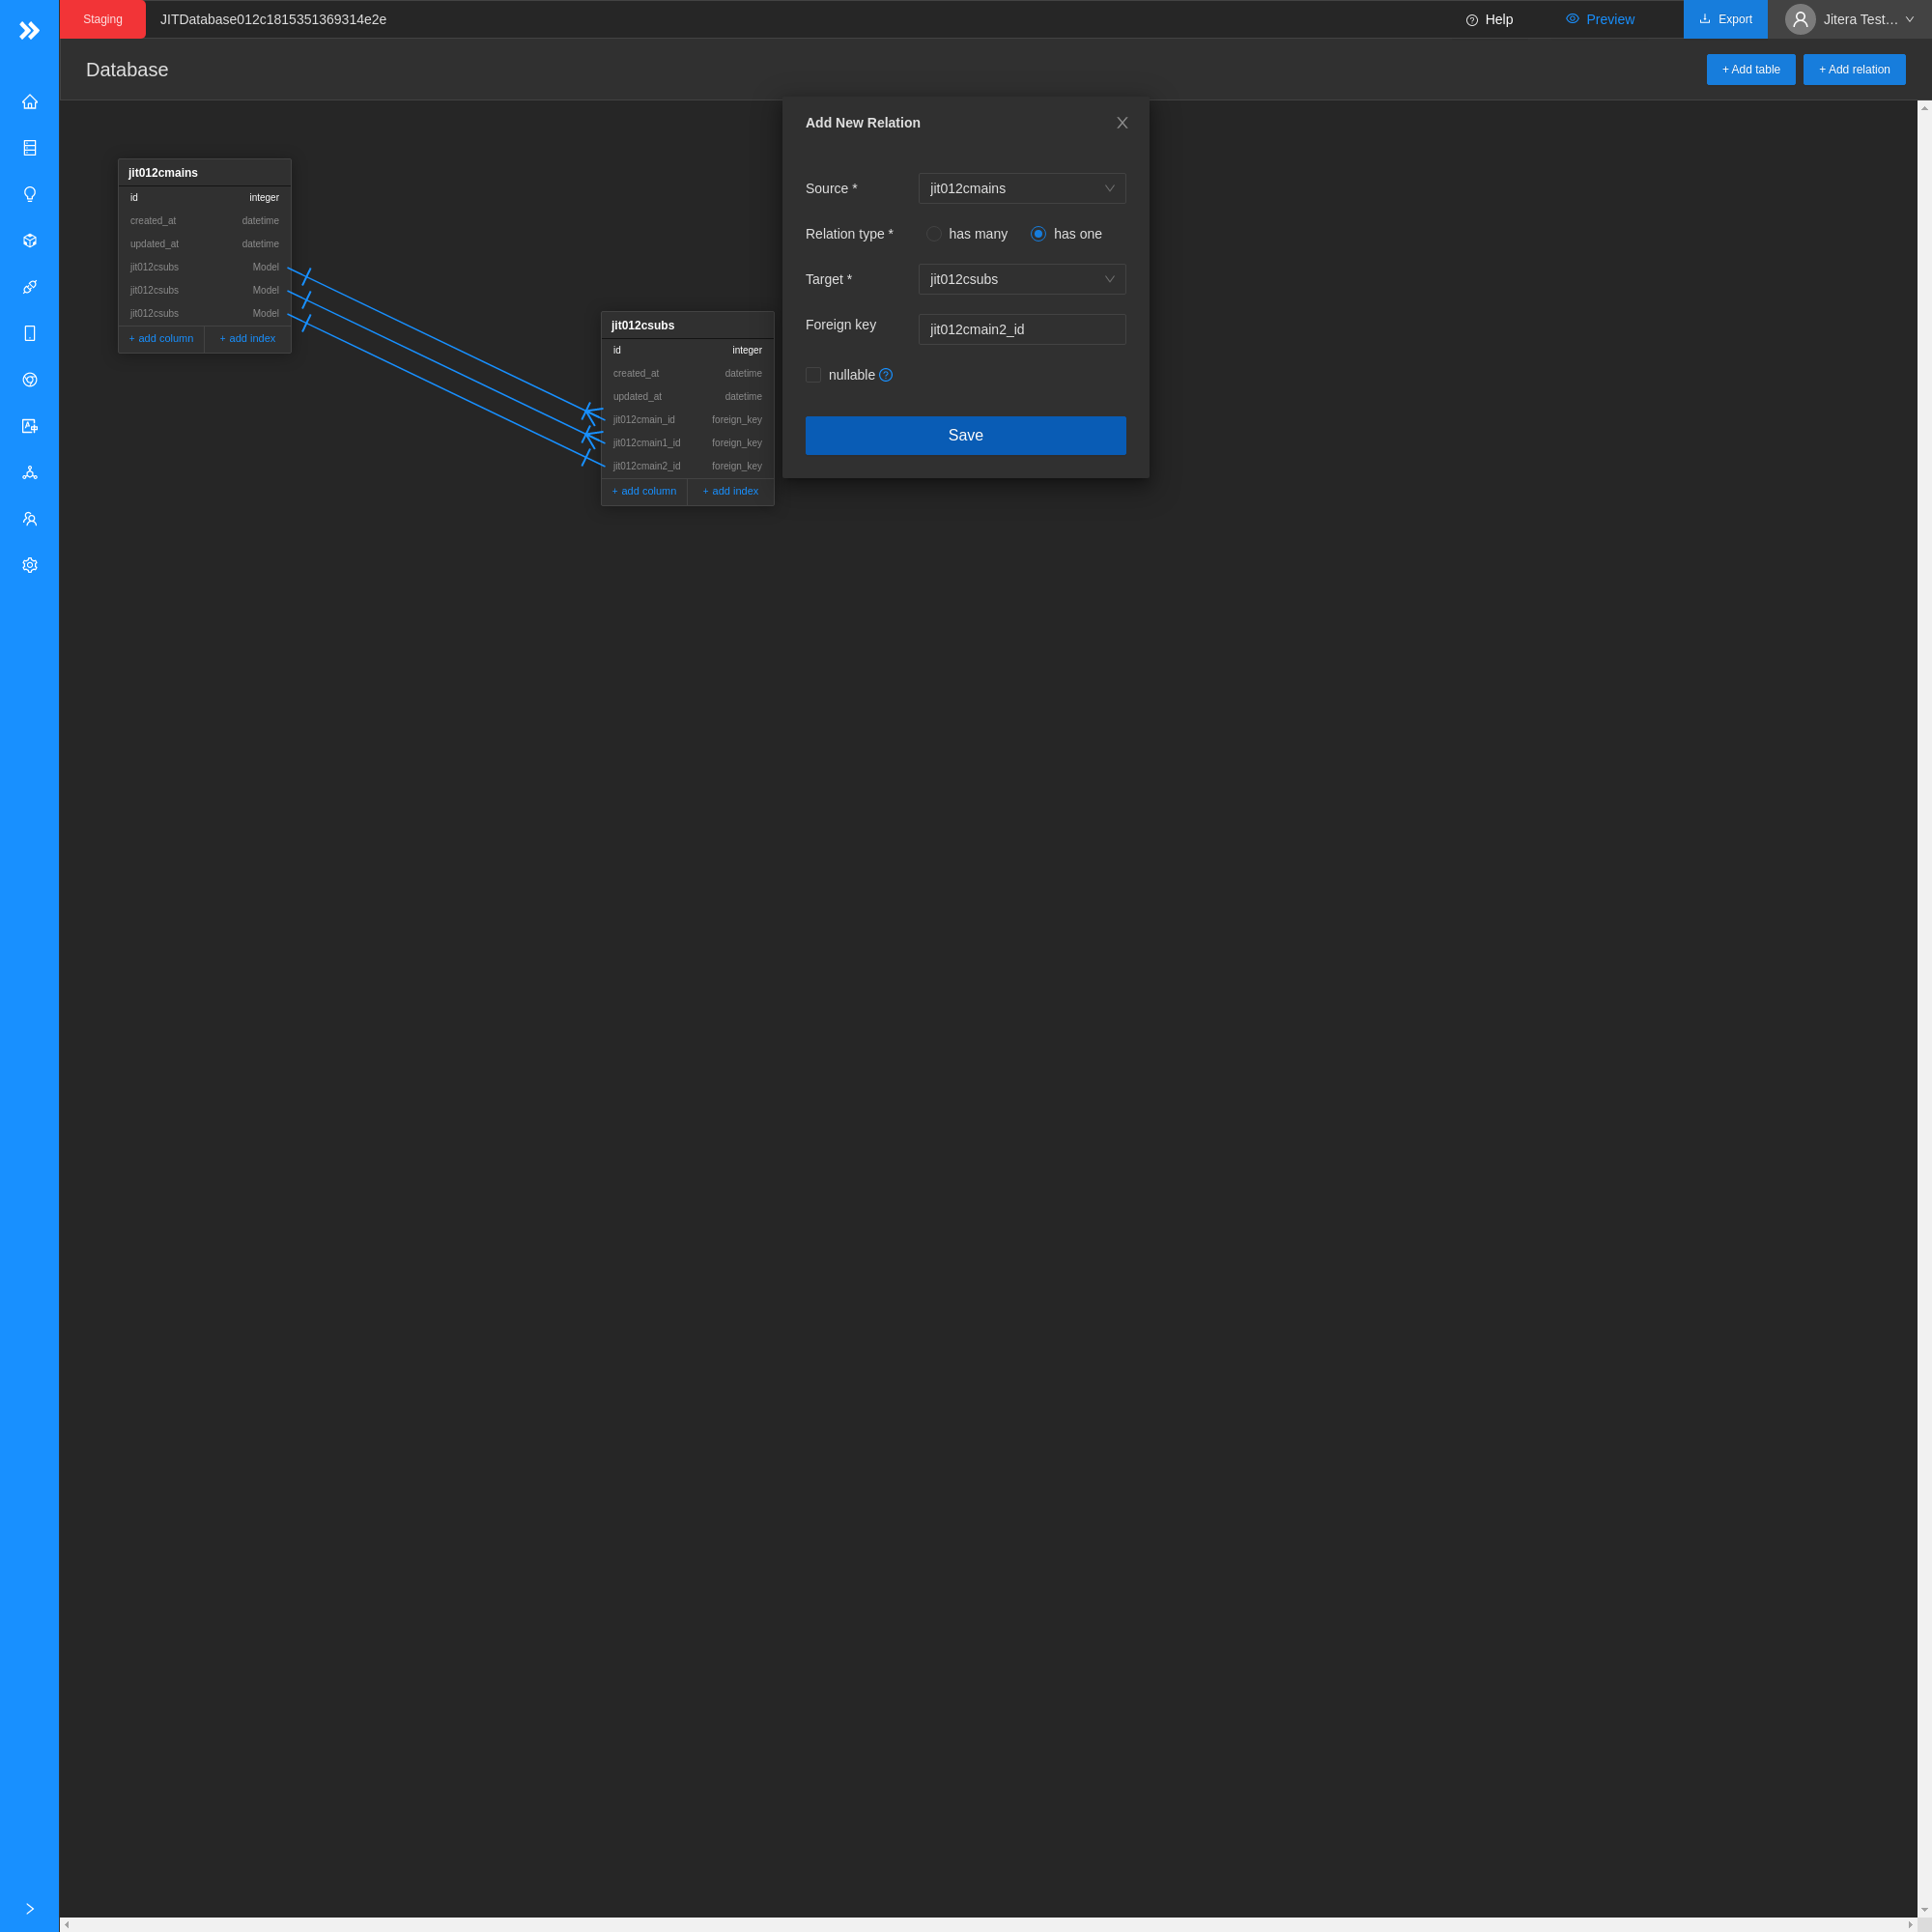 Staging JITDatabase012c1815351369314e2e Help Preview Export Jitera Test…
Database + Add table + Add relation
jit012cmains
id integer
created_at datetime
updated_at datetime
jit012csubs Model
jit012csubs Model
jit012csubs Model
+ add column + add index
jit012csubs
id integer
created_at datetime
updated_at datetime
jit012cmain_id foreign_key
jit012cmain1_id foreign_key
jit012cmain2_id foreign_key
+ add column + add index
Add New Relation
Source * jit012cmains
Relation type * has many has one
Target * jit012csubs
Foreign key jit012cmain2_id
nullable
Save